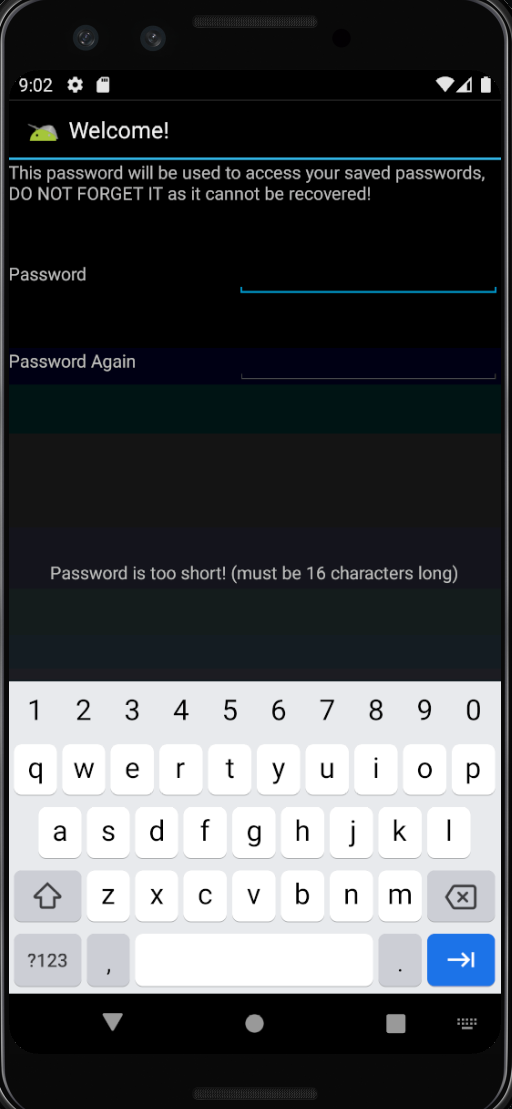 9:02
Welcome!
This password will be used to access your saved passwords,
DO NOT FORGET IT as it cannot be recovered!
Password
Password Again
Password is too short! (must be 16 characters long)
1 2 3 4 5 6 7 8 9 0
q w e r t y u i o p
a s d f g h j k l
z x c v b n m
?123 , .